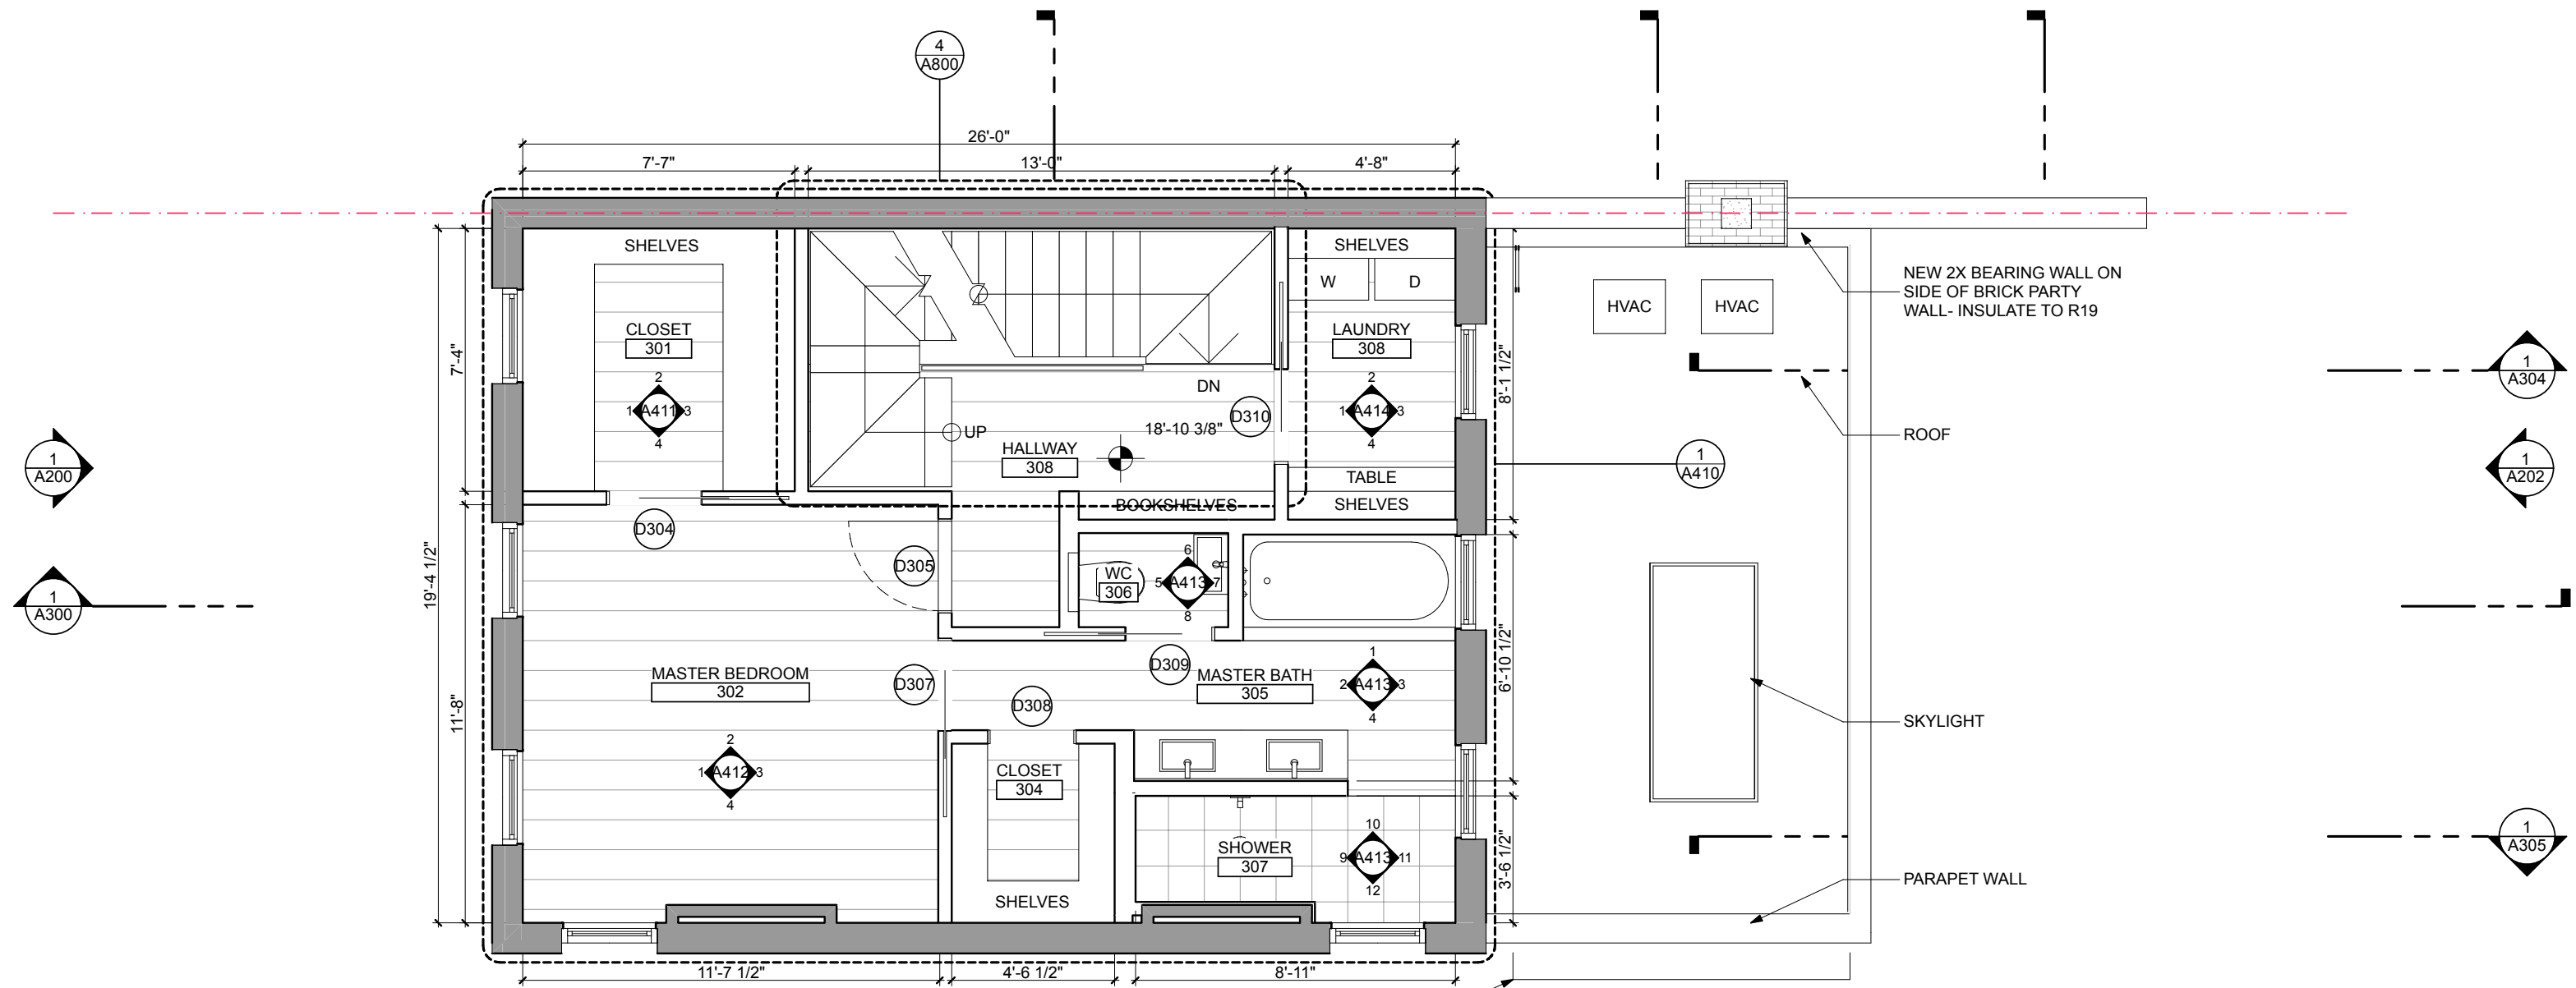 4
A800
26'-0"
7'-7"
13'-0"
4'-8"
SHELVES
SHELVES
W
D
HVAC
HVAC
NEW 2X BEARING WALL ON
SIDE OF BRICK PARTY
WALL- INSULATE TO R19
CLOSET
301
LAUNDRY
308
7'-4"
8'-1 1/2"
1
A304
DN
2
1
A411
3
4
2
1
A414
3
4
D310
18'-10 3/8"
UP
HALLWAY
308
ROOF
1
A200
1
A410
1
A202
TABLE
BOOKSHELVES
SHELVES
D304
D305
19'-4 1/2"
WC
306
6
5
A413
7
8
1
A300
D309
MASTER BEDROOM
302
D307
MASTER BATH
305
1
2
A413
3
4
6'-10 1/2"
D308
11'-8"
SKYLIGHT
2
1
A412
3
4
CLOSET
304
SHOWER
307
10
9
A413
11
12
3'-6 1/2"
1
A305
SHELVES
PARAPET WALL
11'-7 1/2"
4'-6 1/2"
8'-11"